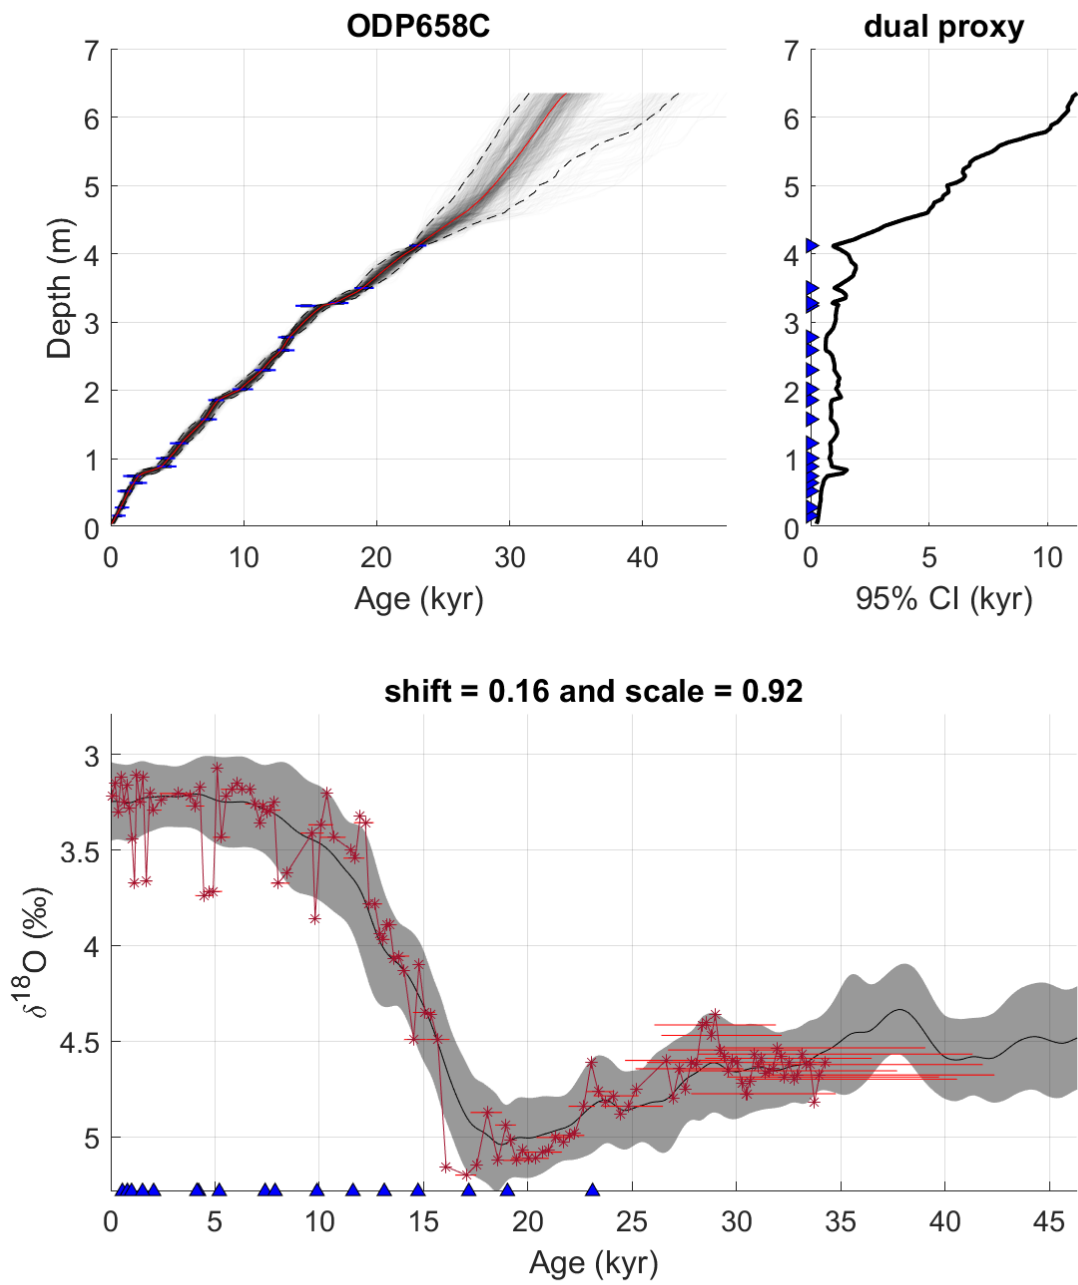 ODP658C
7
6
5
4
3
2
1
0
Depth (m)
0 10 20 30 40
Age (kyr)
dual proxy
7
6
5
4
3
2
1
0
0 5 10
95% CI (kyr)
shift = 0.16 and scale = 0.92
3
3.5
4
4.5
5
δ18O (‰)
0 5 10 15 20 25 30 35 40 45
Age (kyr)